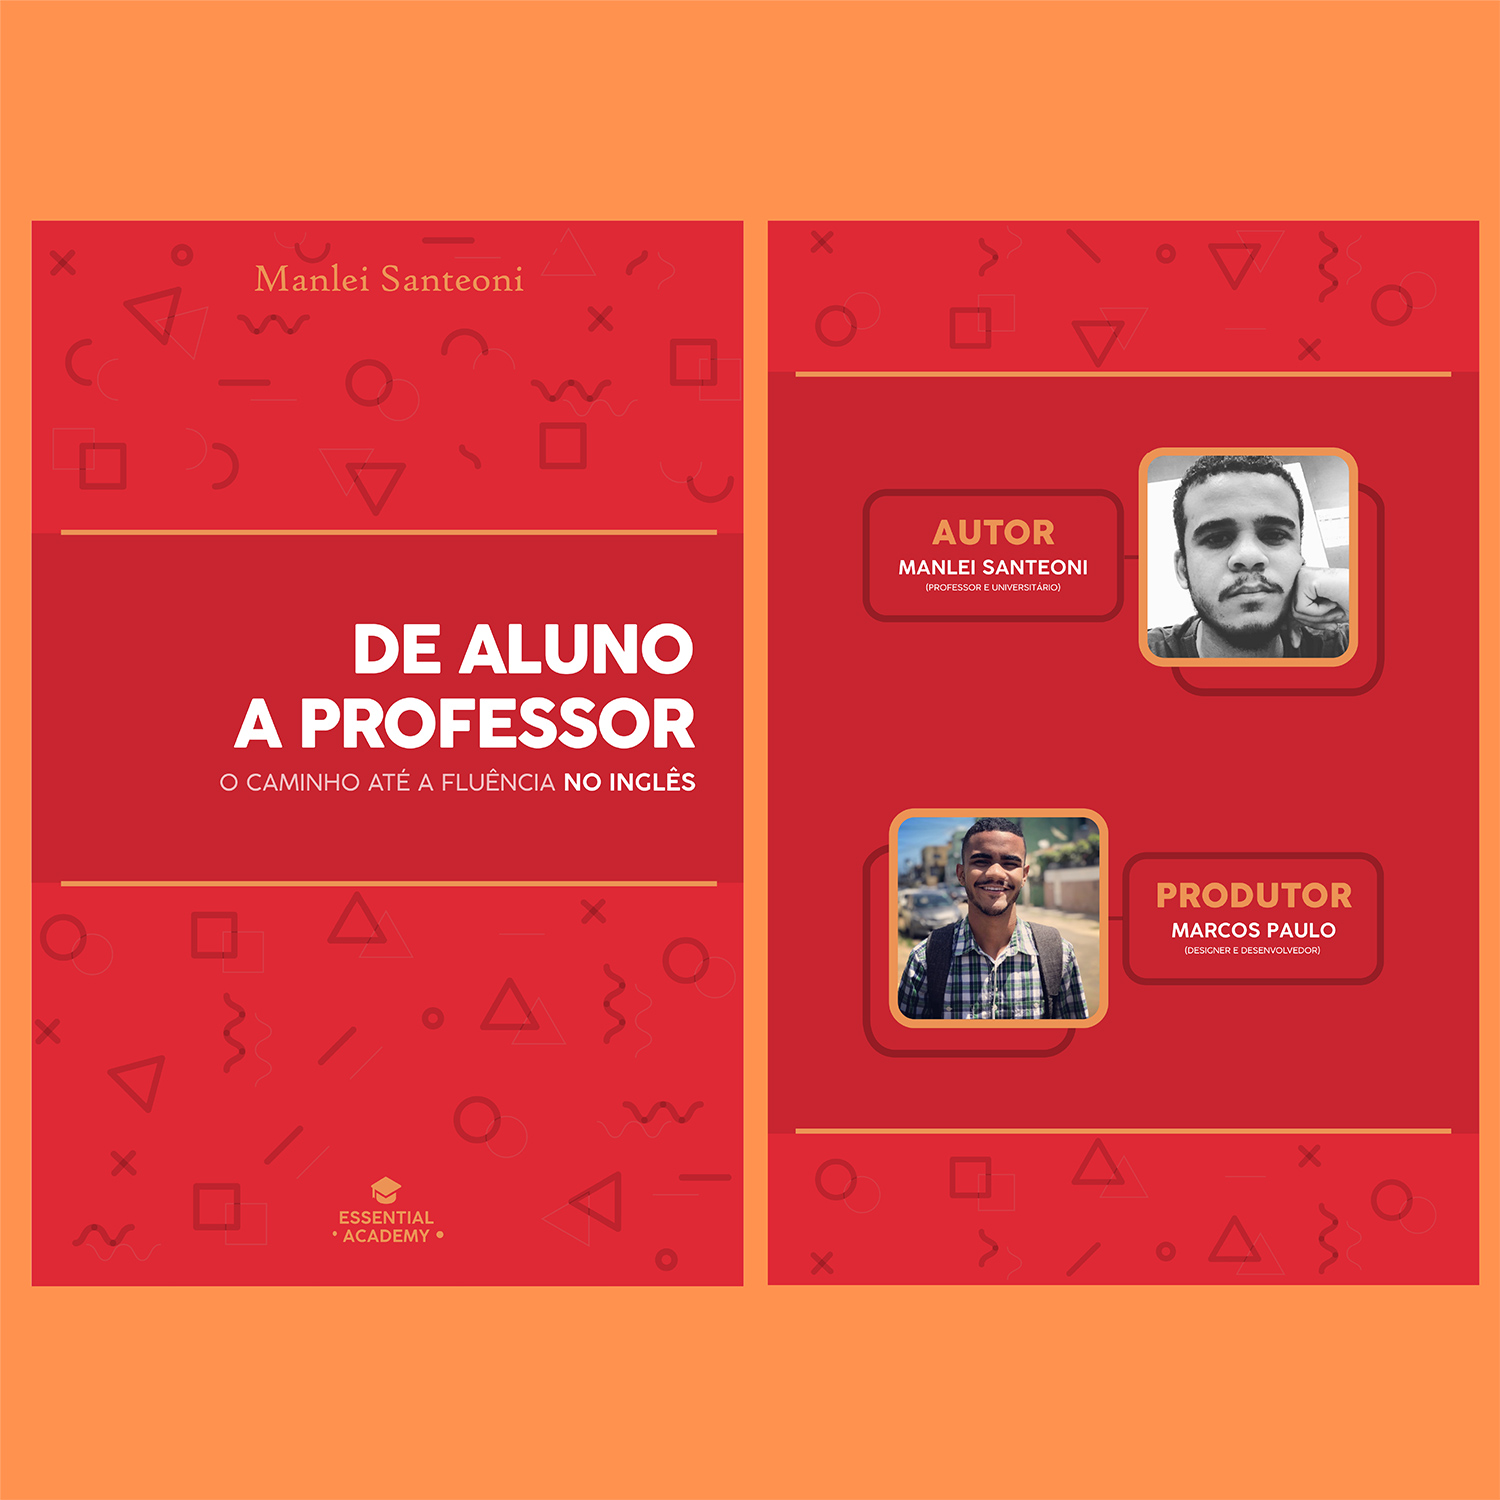 Manlei Santeoni
DE ALUNO
A PROFESSOR
O CAMINHO ATÉ A FLUÊNCIA NO INGLÊS
ESSENTIAL
• ACADEMY •
AUTOR
MANLEI SANTEONI
(PROFESSOR E UNIVERSITÁRIO)
PRODUTOR
MARCOS PAULO
(DESIGNER E DESENVOLVEDOR)